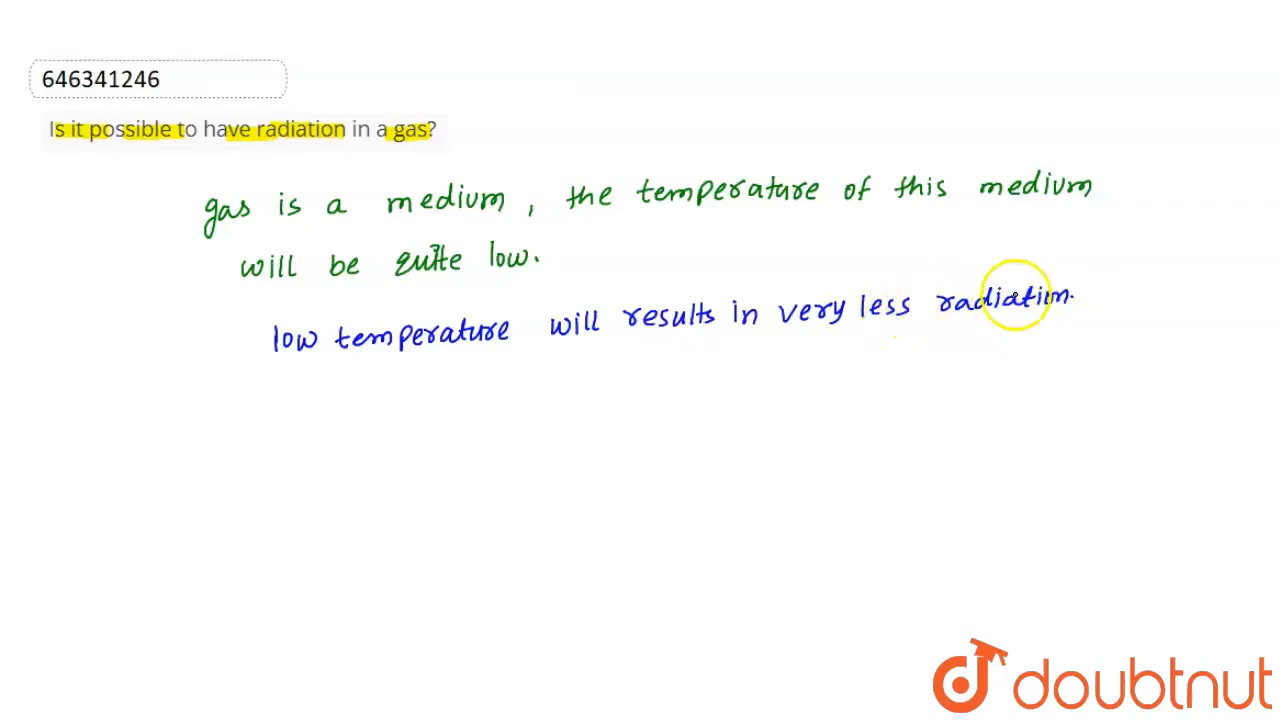 646341246
Is it possible to have radiation in a gas?
gas is a medium, the temperature of this medium
will be quite low.
low temperature will results in very less radiation.
doubtnut